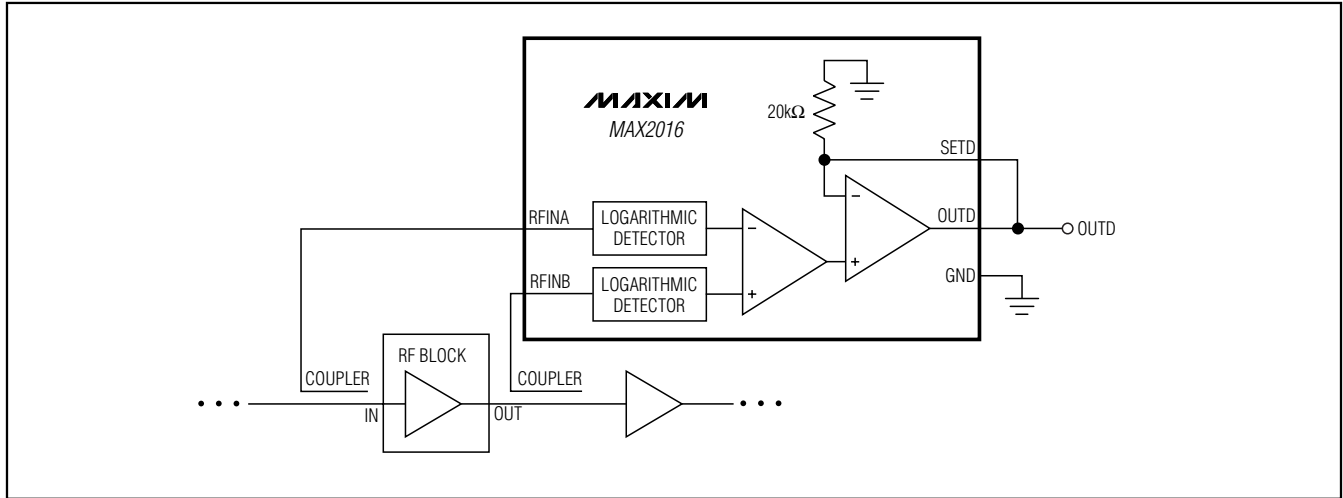 MAXIM
MAX2016
20kΩ
SETD
RFINA
LOGARITHMIC
DETECTOR
−
−
OUTD
OUTD
+
RFINB
LOGARITHMIC
DETECTOR
+
GND
RF BLOCK
COUPLER
COUPLER
IN
OUT